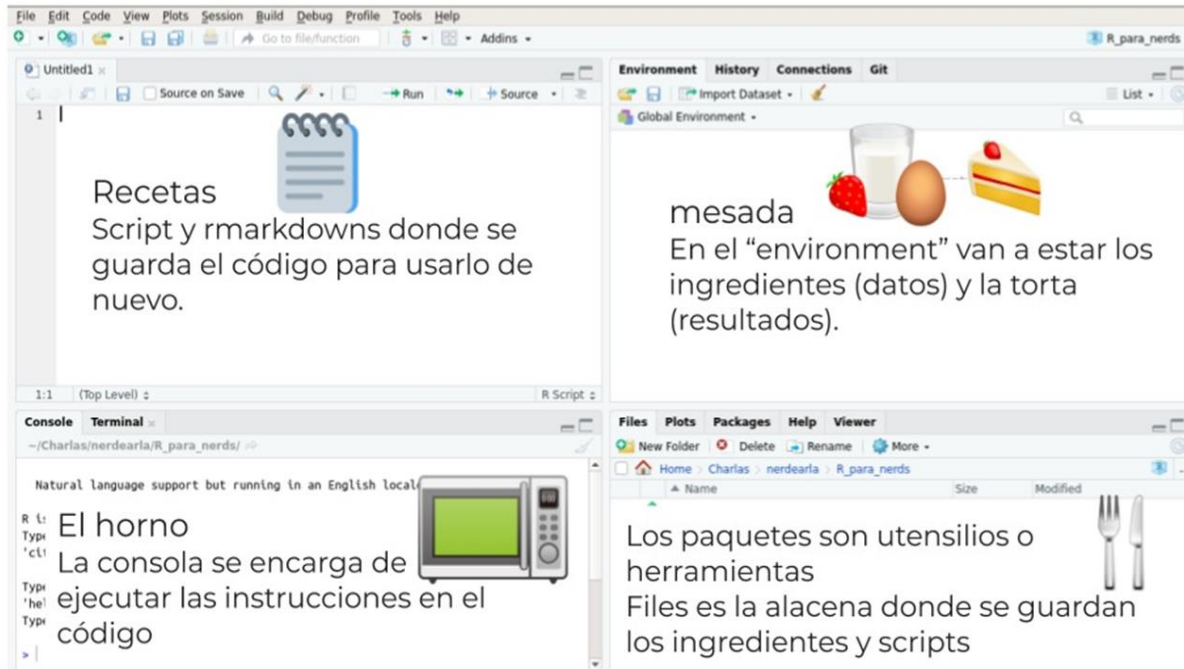 File Edit Code View Plots Session Build Debug Profile Tools Help
Go to file/function Addins R_para_nerds
Untitled1
Source on Save Run Source
1
Recetas
Script y rmarkdowns donde se
guarda el código para usarlo de
nuevo.
1:1 (Top Level) R Script
Environment History Connections Git
Import Dataset List
Global Environment
mesada
En el “environment” van a estar los
ingredientes (datos) y la torta
(resultados).
Console Terminal
~/Charlas/nerdearla/R_para_nerds/
Natural language support but running in an English
R
Type
Type
Type
>
El horno
La consola se encarga de
ejecutar las instrucciones en el
código
Files Plots Packages Help Viewer
New Folder Delete Rename More
Home Charlas nerdearla R_para_nerds
Name Size Modified
Los paquetes son utensilios o
herramientas
Files es la alacena donde se guardan
los ingredientes y scripts